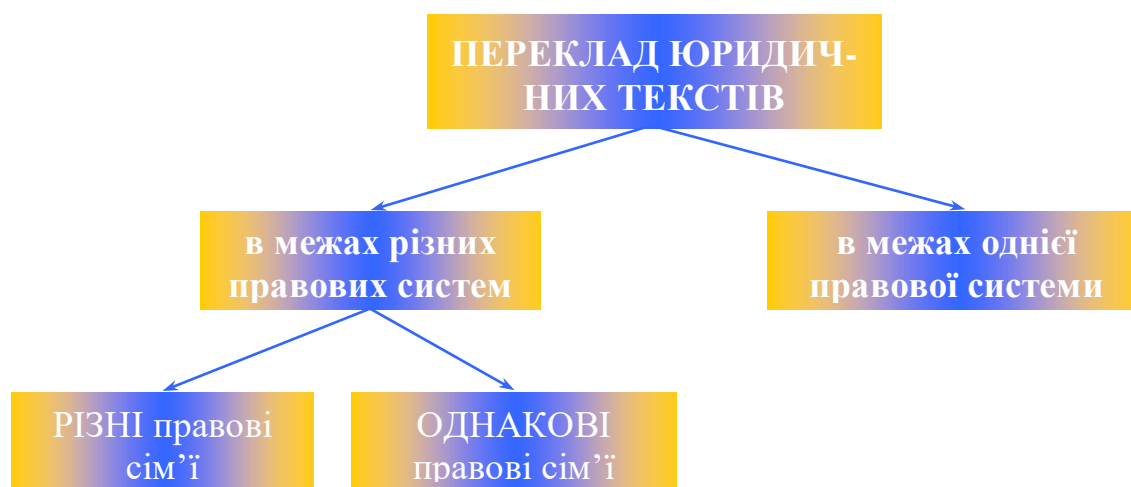 ПЕРЕКЛАД ЮРИДИЧ-
НИХ ТЕКСТІВ
в межах різних
правових систем
в межах однієї
правової системи
РІЗНІ правові
сім’ї
ОДНАКОВІ
правові сім’ї